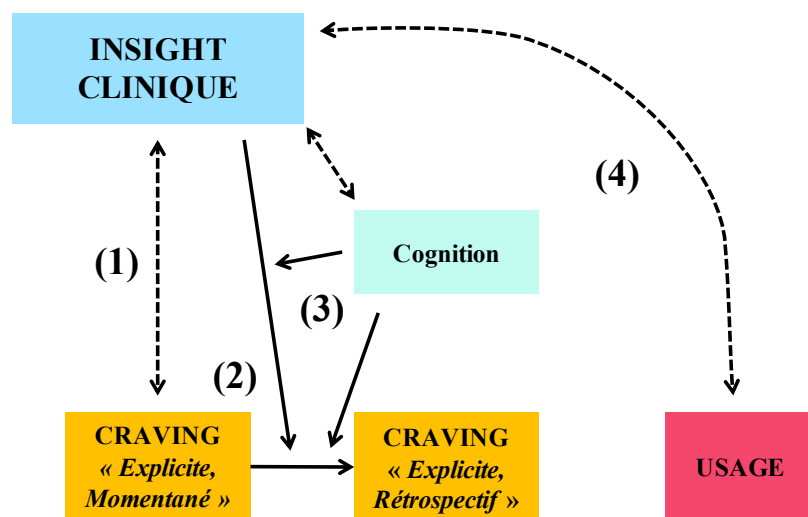 INSIGHT
CLINIQUE
(4)
Cognition
(1)
(3)
(2)
CRAVING
« Explicite,
Momentané »
CRAVING
« Explicite,
Rétrospectif »
USAGE